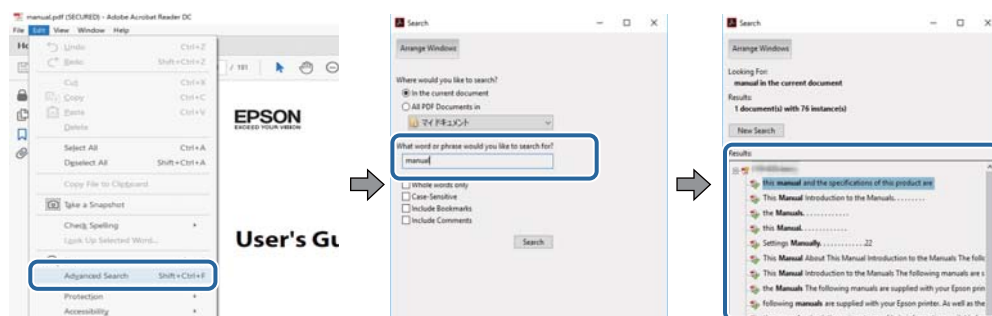 manual.pdf (SECURED) - Adobe Acrobat Reader DC
File Edit View Window Help
Undo Ctrl+Z
Redo Shift+Ctrl+Z
Cut Ctrl+X
Copy Ctrl+C
Paste Ctrl+V
Delete
Select All Ctrl+A
Deselect All Shift+Ctrl+A
Copy File to Clipboard
Take a Snapshot
Check Spelling
Look Up Selected Word...
Advanced Search Shift+Ctrl+F
Protection
Accessibility
/ 181
EPSON
EXCEED YOUR VISION
User's Gu
Search
Arrange Windows
Where would you like to search?
In the current document
All PDF Documents in
マイ ドキュメント
What word or phrase would you like to search for?
manual
Whole words only
Case-Sensitive
Include Bookmarks
Include Comments
Search
Search
Arrange Windows
Looking For:
manual in the current document
Results:
1 document(s) with 76 instance(s)
New Search
Results:
this manual and the specifications of this product are
This Manual Introduction to the Manuals. . . . . . . . .
the Manuals. . . . . . . . . . . .
this Manual. . . . . . . . . . . .
Settings Manually. . . . . . . . . . . .22
This Manual About This Manual Introduction to the Manuals The follo
This Manual Introduction to the Manuals The following manuals are s
the Manuals The following manuals are supplied with your Epson prin
following manuals are supplied with your Epson printer. As well as the